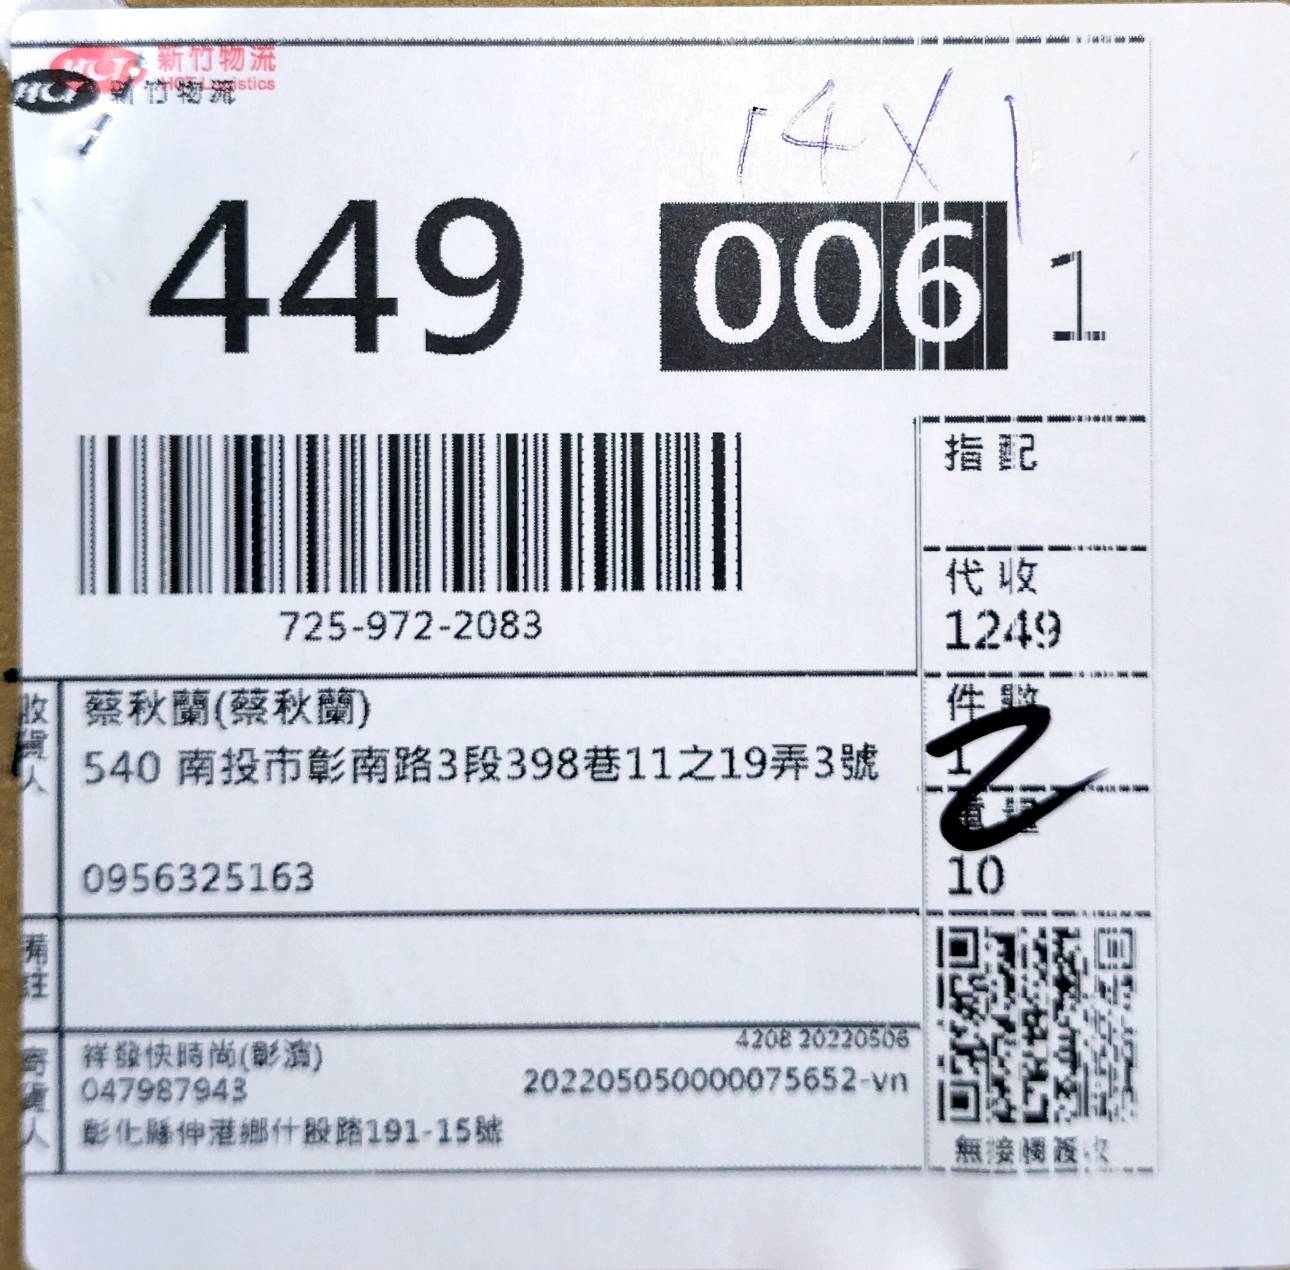 新竹物流
HCT Logistics
HCT 新竹物流
14X1
449 006 1
指配
725-972-2083
代收
1249
收貨人
蔡秋蘭(蔡秋蘭)
540 南投市彰南路3段398巷11之19弄3號
0956325163
件數
1
2
重量
10
備註
4208 20220506
寄貨人
祥發快時尚(彰濱)
047987943
202205050000075652-vn
彰化縣伸港鄉什股路191-15號
無接觸簽收